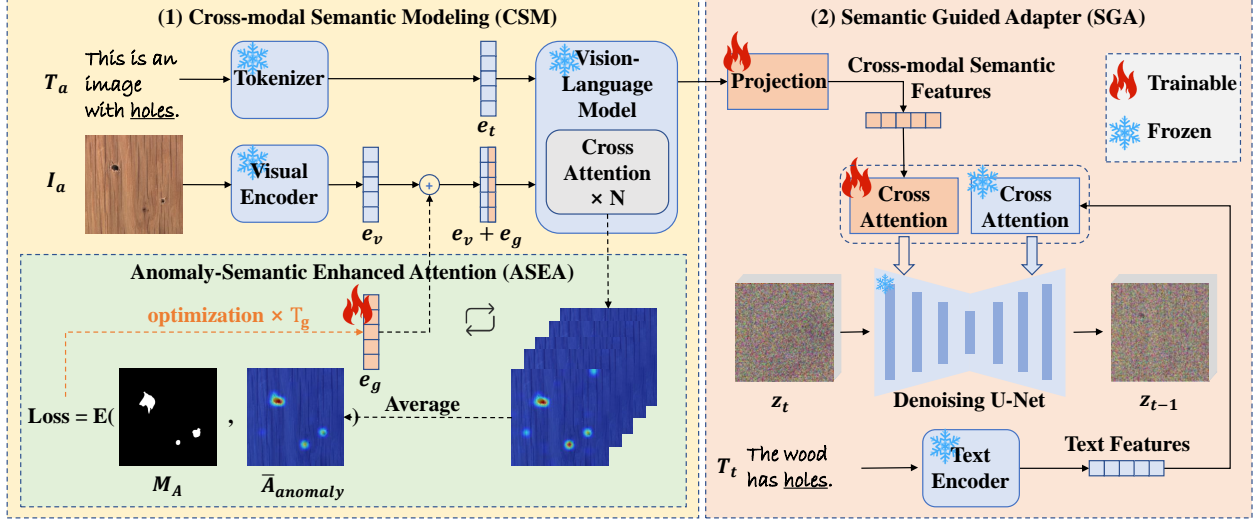 (1) Cross-modal Semantic Modeling (CSM)
T_a
This is an
image
with holes.
Tokenizer
e_t
Vision-
Language
Model
Cross
Attention
× N
I_a
Visual
Encoder
e_v
+
e_v + e_g
Anomaly-Semantic Enhanced Attention (ASEA)
optimization × T_g
e_g
Loss = E(
,
)
Average
M_A
A̅_anomaly
(2) Semantic Guided Adapter (SGA)
Projection
Cross-modal Semantic
Features
Trainable
Frozen
Cross
Attention
Cross
Attention
z_t
Denoising U-Net
z_{t−1}
T_t
The wood
has holes.
Text
Encoder
Text Features